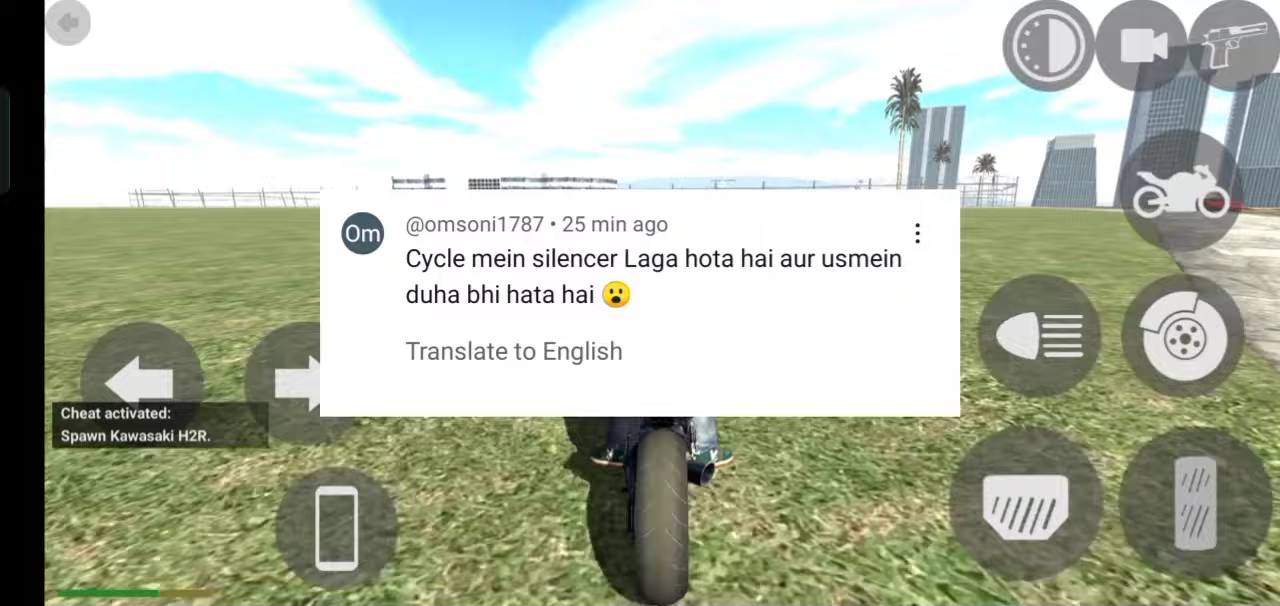 Om
@omsoni1787 • 25 min ago
Cycle mein silencer Laga hota hai aur usmein
duha bhi hata hai 😮
Translate to English
Cheat activated:
Spawn Kawasaki H2R.